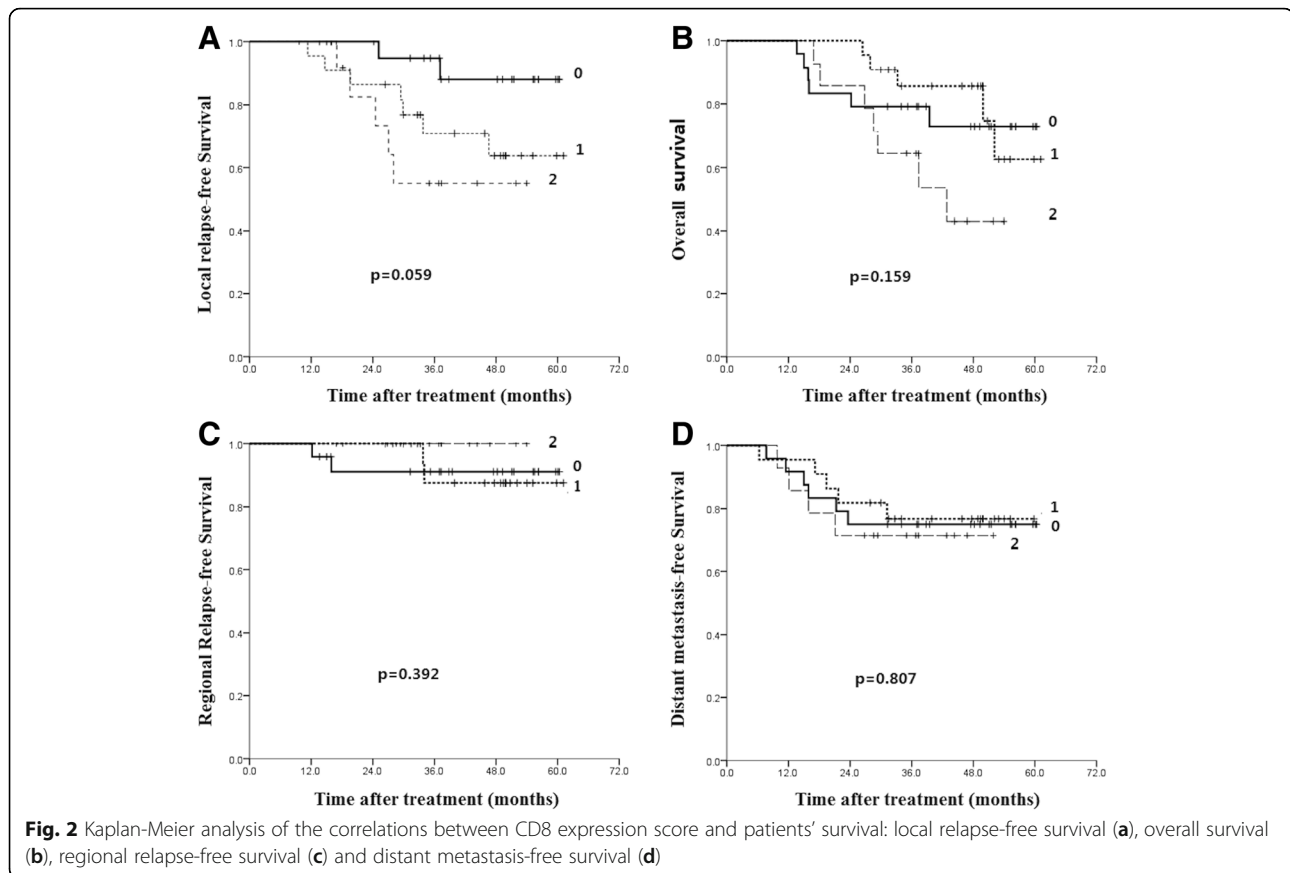 A
Local relapse-free Survival
1.0
0.8
0.6
0.4
0.2
0.0
0
1
2
p=0.059
0.0 12.0 24.0 36.0 48.0 60.0 72.0
Time after treatment (months)
B
Overall survival
1.0
0.8
0.6
0.4
0.2
0.0
0
1
2
p=0.159
0.0 12.0 24.0 36.0 48.0 60.0 72.0
Time after treatment (months)
C
Regional Relapse-free Survival
1.0
0.8
0.6
0.4
0.2
0.0
2
0
1
p=0.392
0.0 12.0 24.0 36.0 48.0 60.0 72.0
Time after treatment (months)
D
Distant metastasis-free Survival
1.0
0.8
0.6
0.4
0.2
0.0
1
0
2
p=0.807
0.0 12.0 24.0 36.0 48.0 60.0 72.0
Time after treatment (months)
Fig. 2 Kaplan-Meier analysis of the correlations between CD8 expression score and patients' survival: local relapse-free survival (a), overall survival
(b), regional relapse-free survival (c) and distant metastasis-free survival (d)